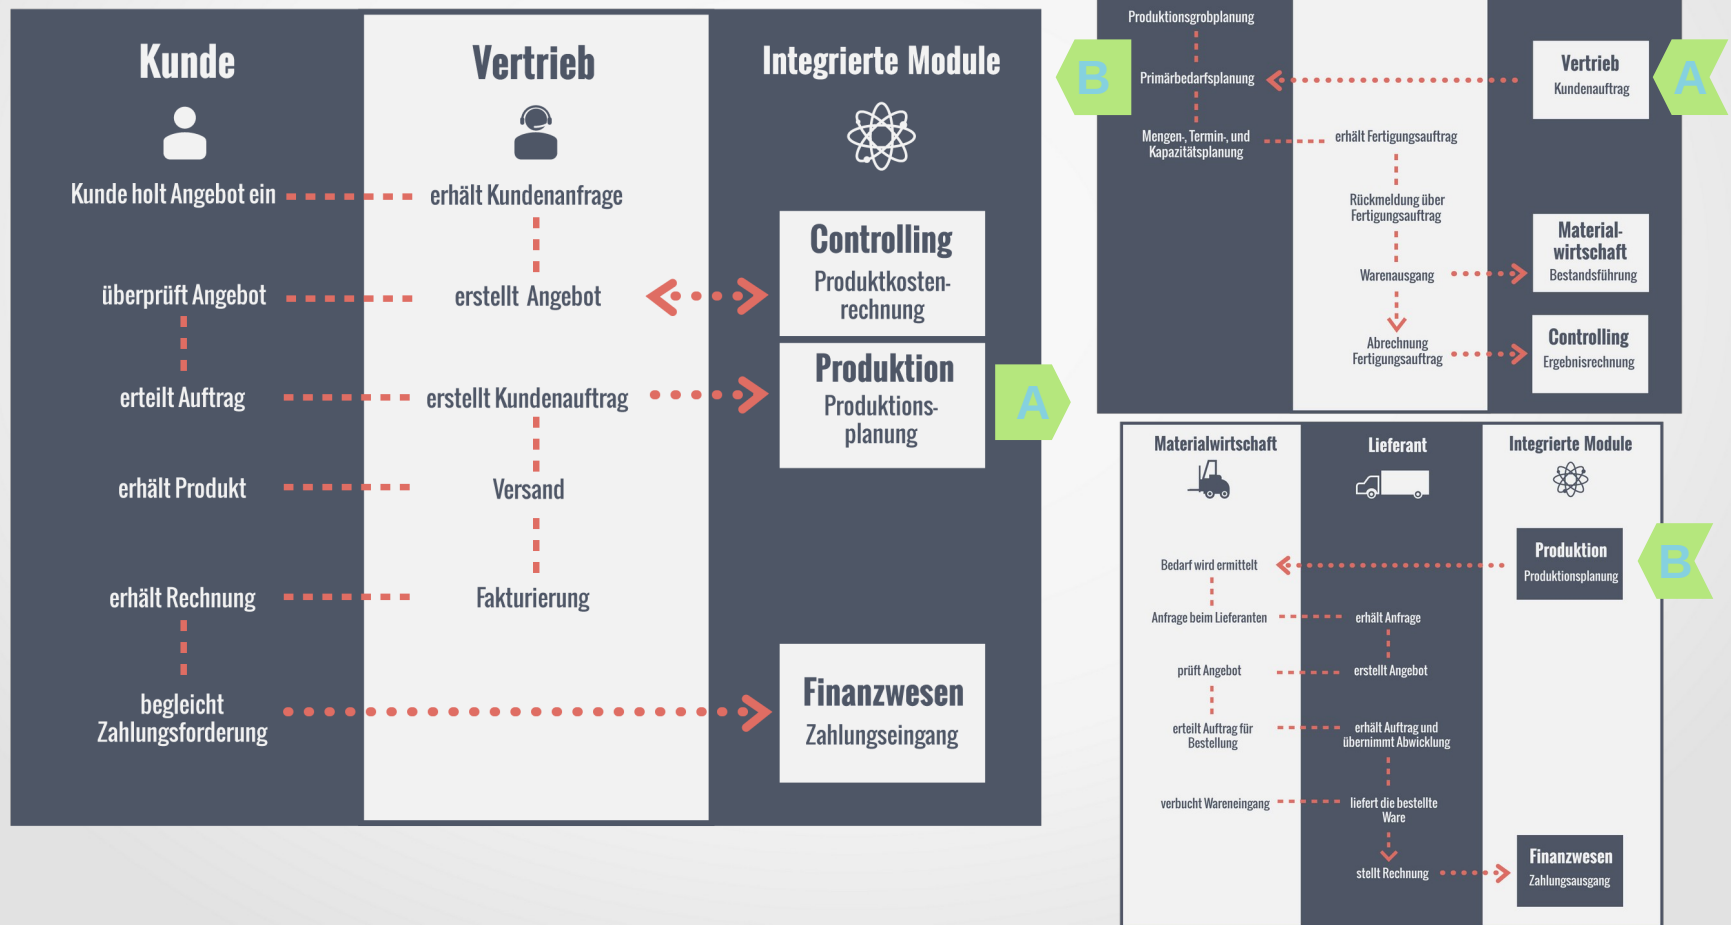 Kunde
Vertrieb
Integrierte Module
Kunde holt Angebot ein
erhält Kundenanfrage
Controlling
Produktkosten-
rechnung
überprüft Angebot
erstellt Angebot
Produktion
Produktions-
planung
A
erteilt Auftrag
erstellt Kundenauftrag
erhält Produkt
Versand
erhält Rechnung
Fakturierung
begleicht
Zahlungsforderung
Finanzwesen
Zahlungseingang
Produktionsgrobplanung
B
Primärbedarfsplanung
Vertrieb
Kundenauftrag
A
Mengen-, Termin-, und
Kapazitätsplanung
erhält Fertigungsauftrag
Rückmeldung über
Fertigungsauftrag
Warenausgang
Material-
wirtschaft
Bestandsführung
Abrechnung
Fertigungsauftrag
Controlling
Ergebnisrechnung
Materialwirtschaft
Lieferant
Integrierte Module
Bedarf wird ermittelt
Produktion
Produktionsplanung
B
Anfrage beim Lieferanten
erhält Anfrage
prüft Angebot
erstellt Angebot
erteilt Auftrag für
Bestellung
erhält Auftrag und
übernimmt Abwicklung
verbucht Wareneingang
liefert die bestellte
Ware
stellt Rechnung
Finanzwesen
Zahlungsausgang